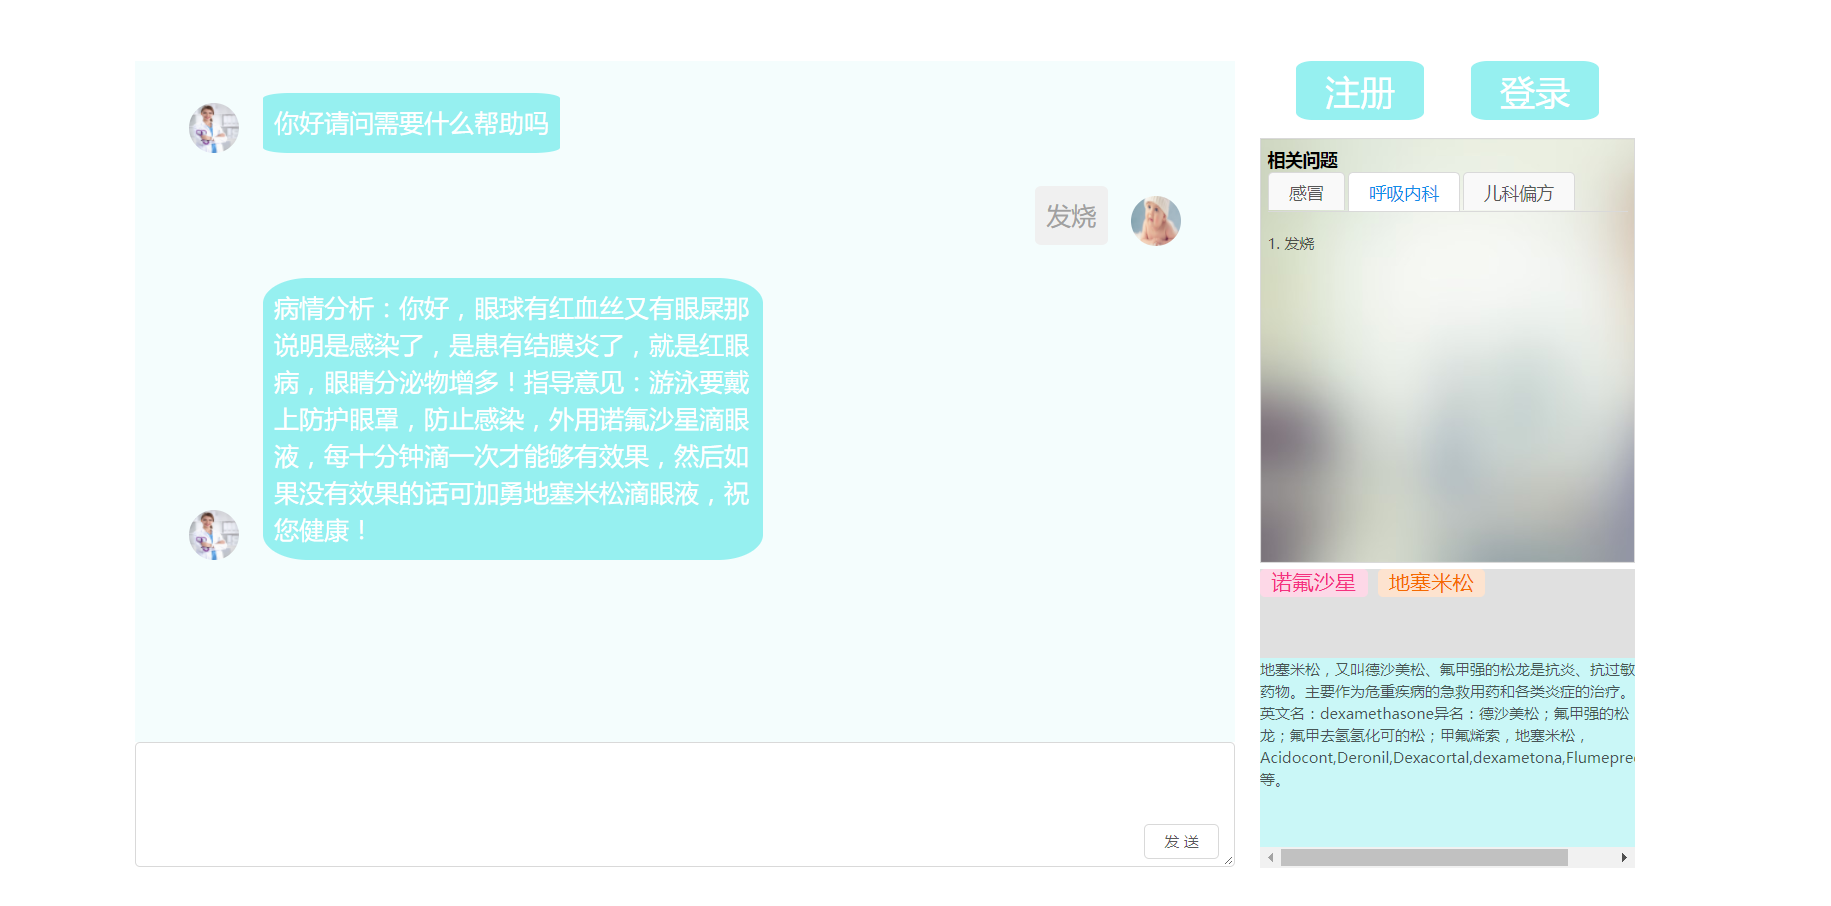 你好请问需要什么帮助吗
发烧
病情分析：你好，眼球有红血丝又有眼屎那
说明是感染了，是患有结膜炎了，就是红眼
病，眼睛分泌物增多！指导意见：游泳要戴
上防护眼罩，防止感染，外用诺氟沙星滴眼
液，每十分钟滴一次才能够有效果，然后如
果没有效果的话可加勇地塞米松滴眼液，祝
您健康！
发 送
注册 登录
相关问题
感冒 呼吸内科 儿科偏方
1. 发烧
诺氟沙星 地塞米松
地塞米松，又叫德沙美松、氟甲强的松龙是抗炎、抗过敏
药物。主要作为危重疾病的急救用药和各类炎症的治疗。
英文名：dexamethasone异名：德沙美松；氟甲强的松
龙；氟甲去氢氢化可的松；甲氟烯索，地塞米松，
Acidocont,Deronil,Dexacortal,dexametona,Flumepre
等。